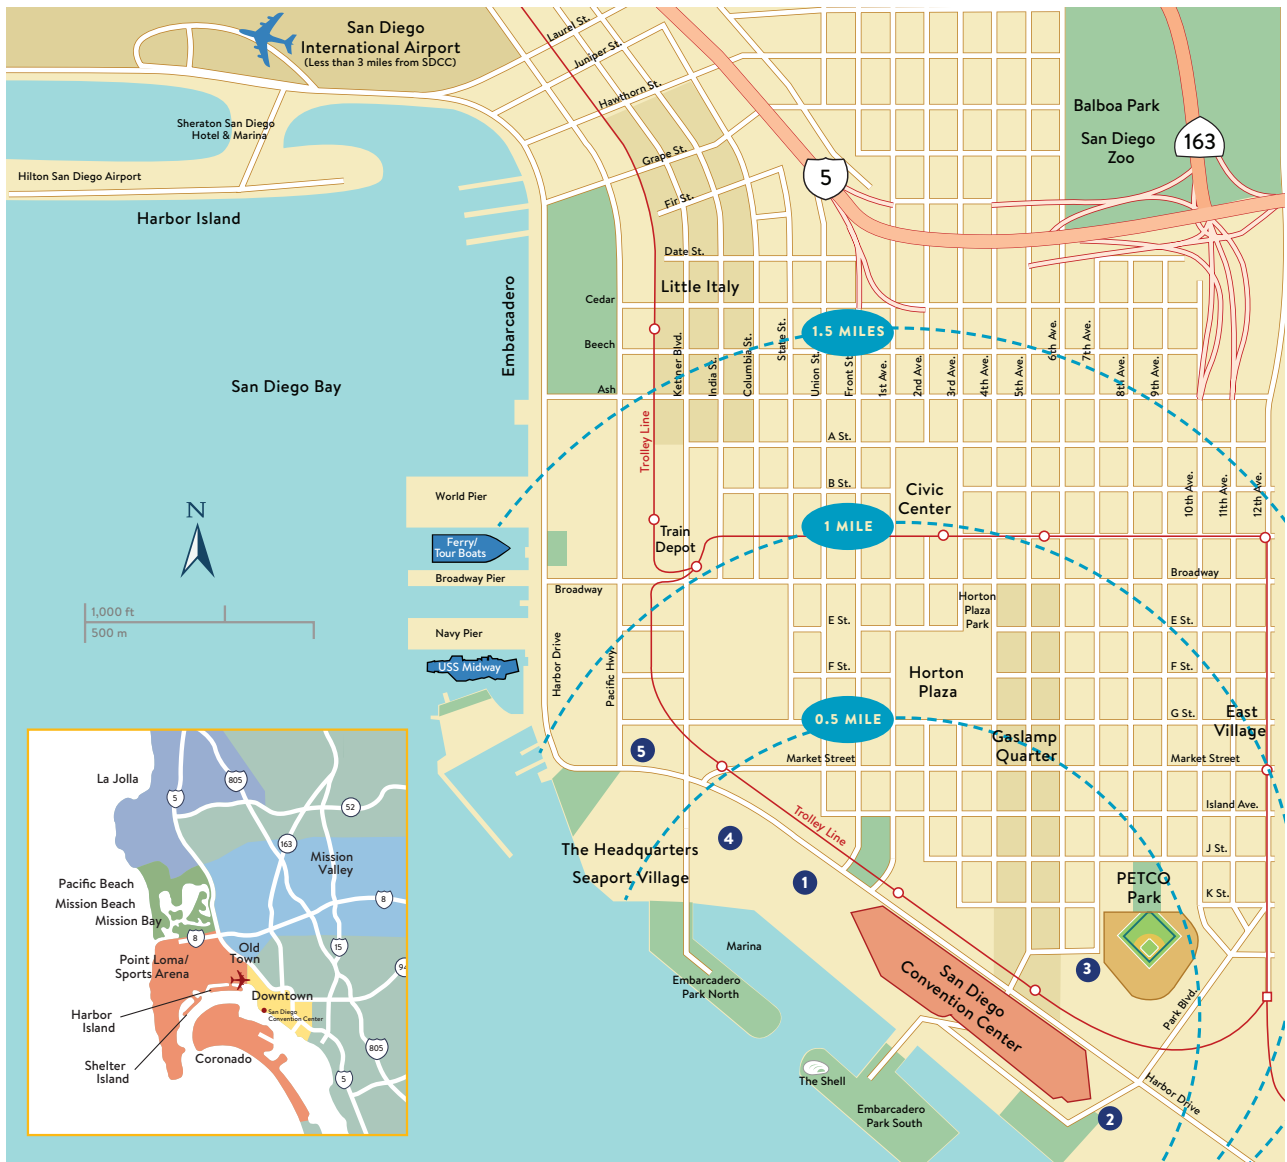 San Diego
International Airport
(Less than 3 miles from SDCC)
Laurel St.
Juniper St.
Hawthorn St.
Grape St.
Fir St.
Date St.
Little Italy
Balboa Park
San Diego
Zoo
163
5
Sheraton San Diego
Hotel & Marina
Hilton San Diego Airport
Harbor Island
Embarcadero
San Diego Bay
Cedar
Beech
Ash
1.5 MILES
Kettner Blvd.
India St.
Columbia St.
State St.
Union St.
Front St.
1st Ave.
2nd Ave.
3rd Ave.
4th Ave.
5th Ave.
6th Ave.
7th Ave.
8th Ave.
9th Ave.
10th Ave.
11th Ave.
12th Ave.
Trolley Line
A St.
B St.
Civic
Center
1 MILE
Train
Depot
N
1,000 ft
500 m
World Pier
Ferry/
Tour Boats
Broadway Pier
Navy Pier
USS Midway
Broadway
Broadway
Harbor Drive
Pacific Hwy.
Horton
Plaza
Park
E St.
E St.
F St.
F St.
Horton
Plaza
G St.
East
Village
0.5 MILE
Gaslamp
Quarter
Market Street
Market Street
Island Ave.
J St.
K St.
5
4
1
3
2
Trolley Line
The Headquarters
Seaport Village
PETCO
Park
Marina
Embarcadero
Park North
San Diego
Convention Center
Park Blvd.
Harbor Drive
The Shell
Embarcadero
Park South
La Jolla
5
805
52
163
Mission
Valley
Pacific Beach
Mission Beach
Mission Bay
8
8
15
94
Old
Town
Point Loma/
Sports Arena
Downtown
San Diego
Convention Center
Harbor
Island
Shelter
Island
Coronado
805
5